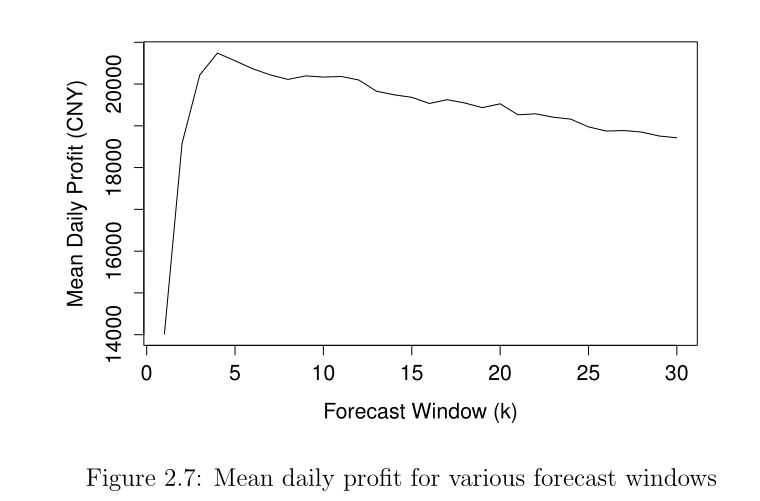 Mean Daily Profit (CNY)
20000
18000
16000
14000
0 5 10 15 20 25 30
Forecast Window (k)
Figure 2.7: Mean daily profit for various forecast windows